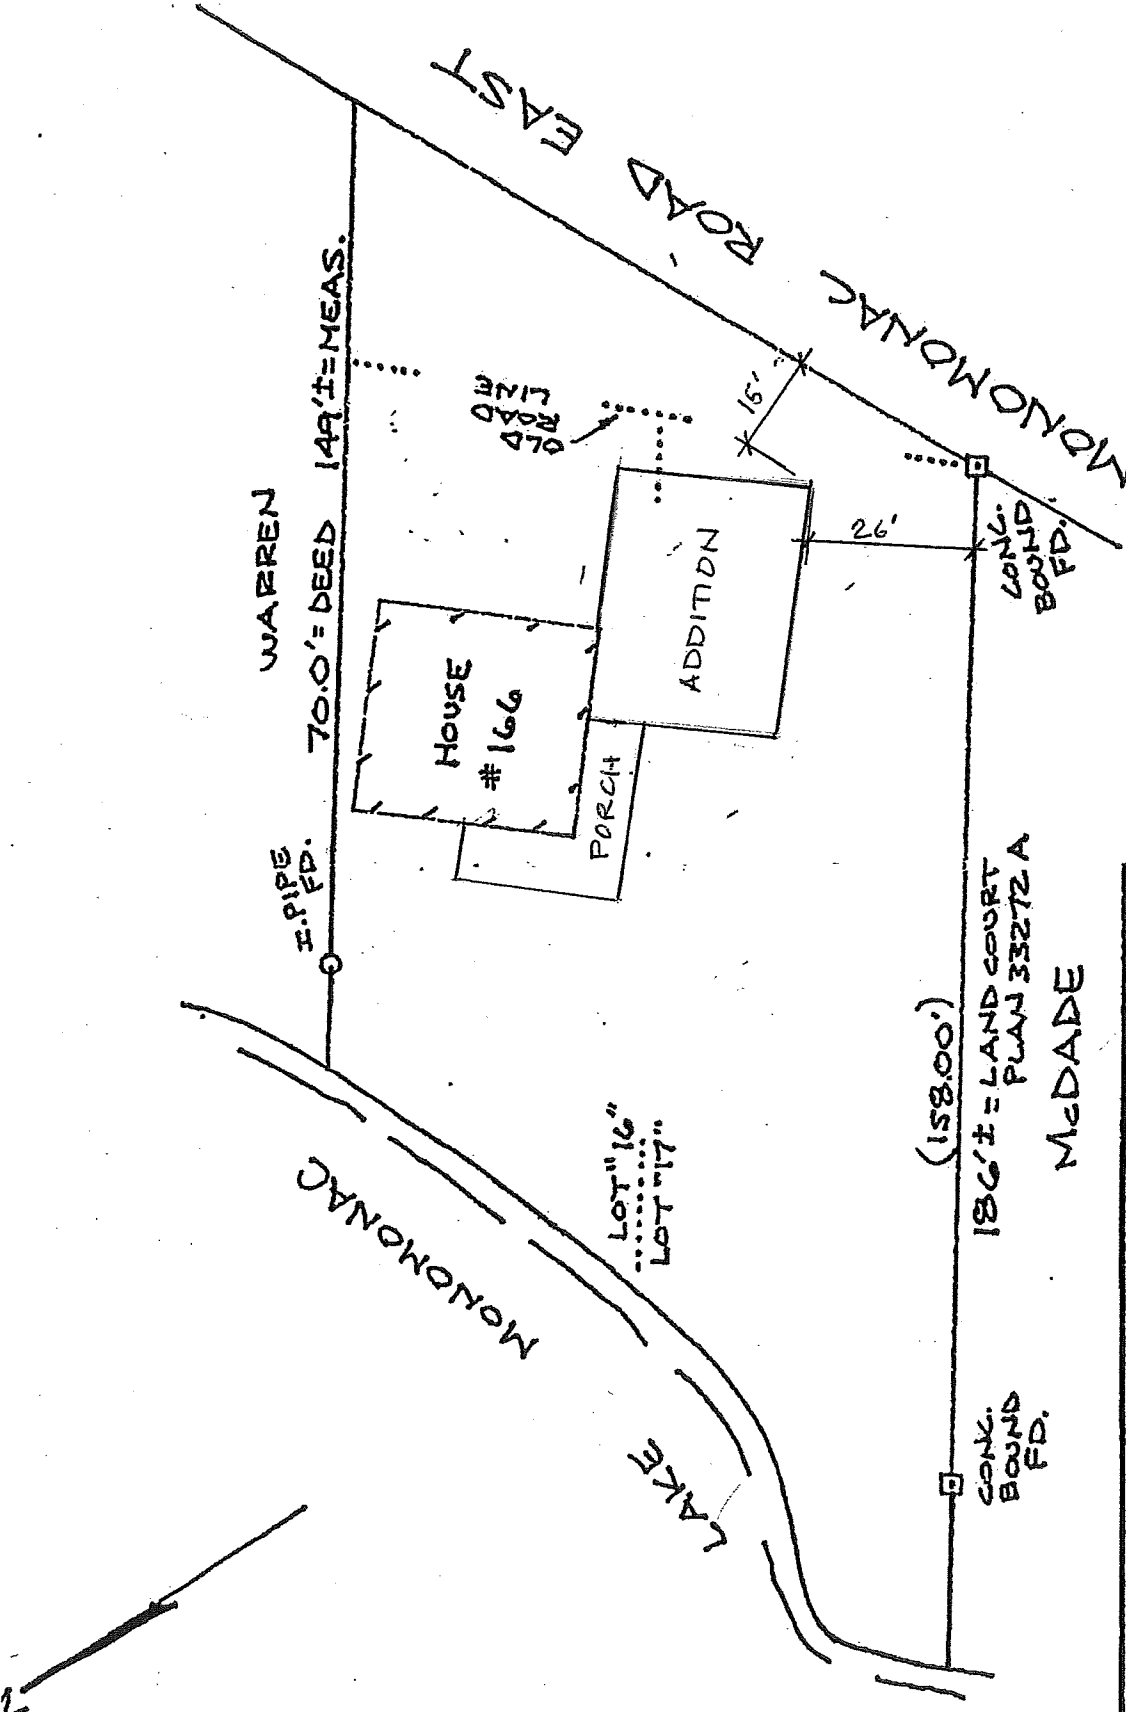 MONOMONAC ROAD EAST
WARREN
70.0'= DEED 149'±= MEAS.
I. PIPE
FD.
OLD
ROAD
LINE
15'
26'
HOUSE
#166
ADDITION
PORCH
CONC.
BOUND
FD.
LAKE MONOMONAC
LOT "16"
LOT "17"
(158.00')
186'±= LAND COURT
PLAN 33272 A
McDADE
CONC.
BOUND
FD.